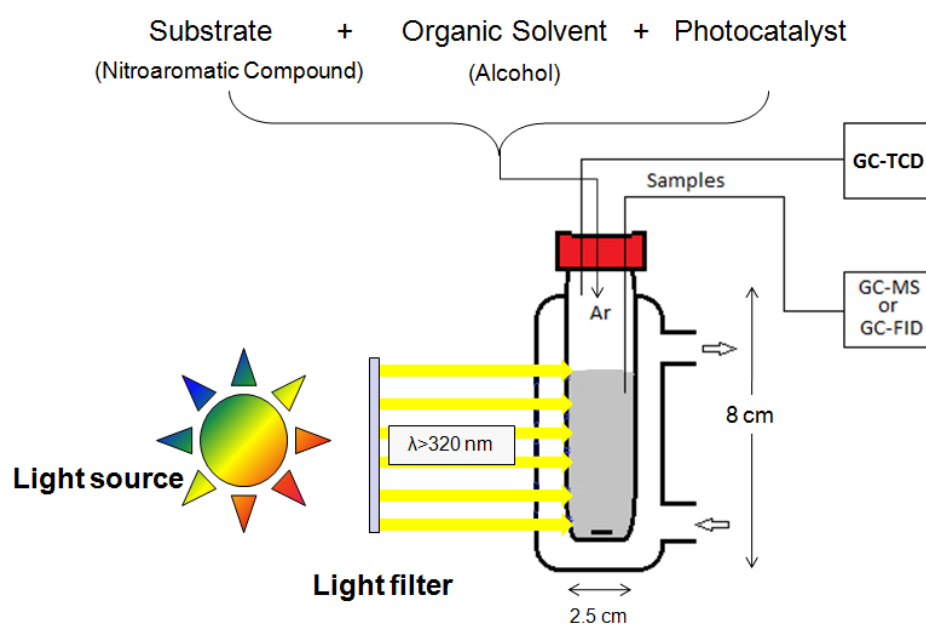 Substrate + Organic Solvent + Photocatalyst
(Nitroaromatic Compound) (Alcohol)
GC-TCD
Samples
GC-MS
or
GC-FID
Ar
8 cm
λ>320 nm
Light source
Light filter
2.5 cm